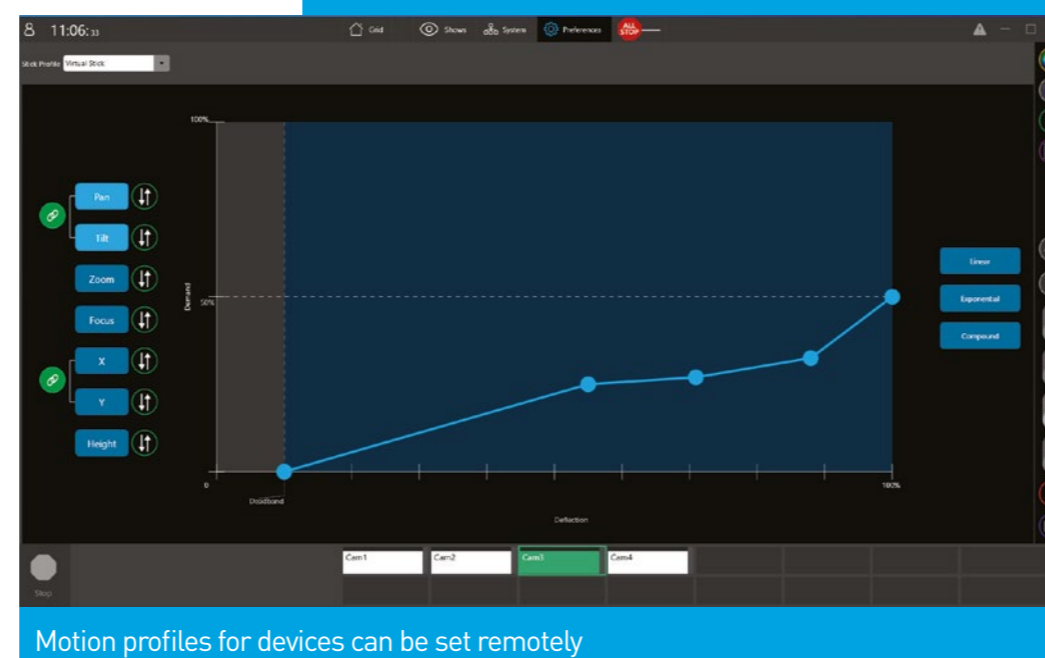 8 11:06:33 Grid Shows System Preferences ALL STOP
Stick Profile Virtual Stick
100%
Pan
Tilt
Zoom
Focus
X
Y
Height
Demand
50%
Linear
Exponential
Compound
0
100%
Deadband
Deflection
Cam1 Cam2 Cam3 Cam4
Stop
Motion profiles for devices can be set remotely